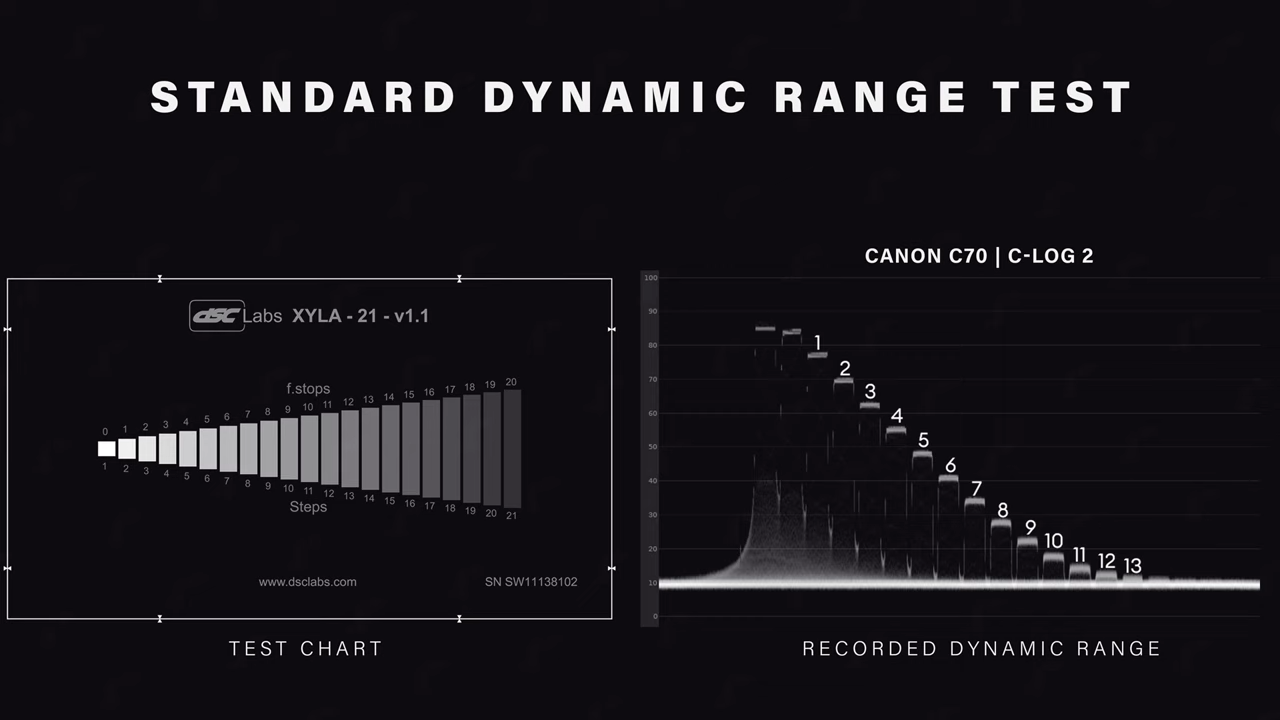 STANDARD DYNAMIC RANGE TEST
dsc Labs XYLA - 21 - v1.1
f.stops
0 1 2 3 4 5 6 7 8 9 10 11 12 13 14 15 16 17 18 19 20
1 2 3 4 5 6 7 8 9 10 11 12 13 14 15 16 17 18 19 20 21
Steps
www.dsclabs.com SN SW11138102
TEST CHART
CANON C70 | C-LOG 2
100
90
80
70
60
50
40
30
20
10
0
1 2 3 4 5 6 7 8 9 10 11 12 13
RECORDED DYNAMIC RANGE